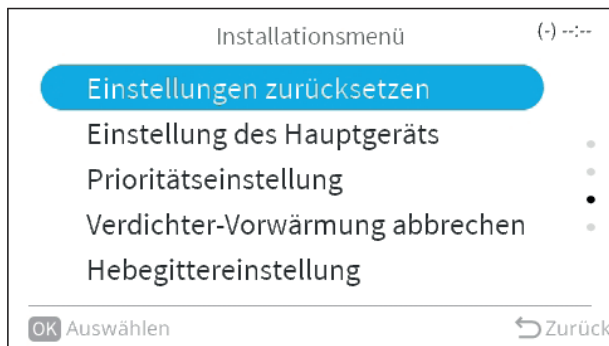 Installationsmenü
(-) --:--
Einstellungen zurücksetzen
Einstellung des Hauptgeräts
Prioritätseinstellung
Verdichter-Vorwärmung abbrechen
Hebegittereinstellung
OK Auswählen
Zurück